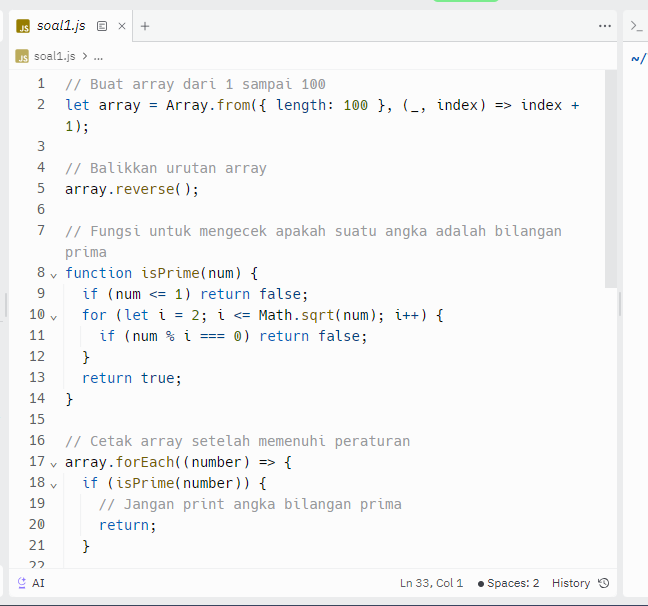 JS soal1.js × +
JS soal1.js > ...
1 // Buat array dari 1 sampai 100
2 let array = Array.from({ length: 100 }, (_, index) => index +
1);
3
4 // Balikkan urutan array
5 array.reverse();
6
7 // Fungsi untuk mengecek apakah suatu angka adalah bilangan
prima
8 function isPrime(num) {
9 if (num <= 1) return false;
10 for (let i = 2; i <= Math.sqrt(num); i++) {
11 if (num % i === 0) return false;
12 }
13 return true;
14 }
15
16 // Cetak array setelah memenuhi peraturan
17 array.forEach((number) => {
18 if (isPrime(number)) {
19 // Jangan print angka bilangan prima
20 return;
21 }
22
AI Ln 33, Col 1 Spaces: 2 History
~/